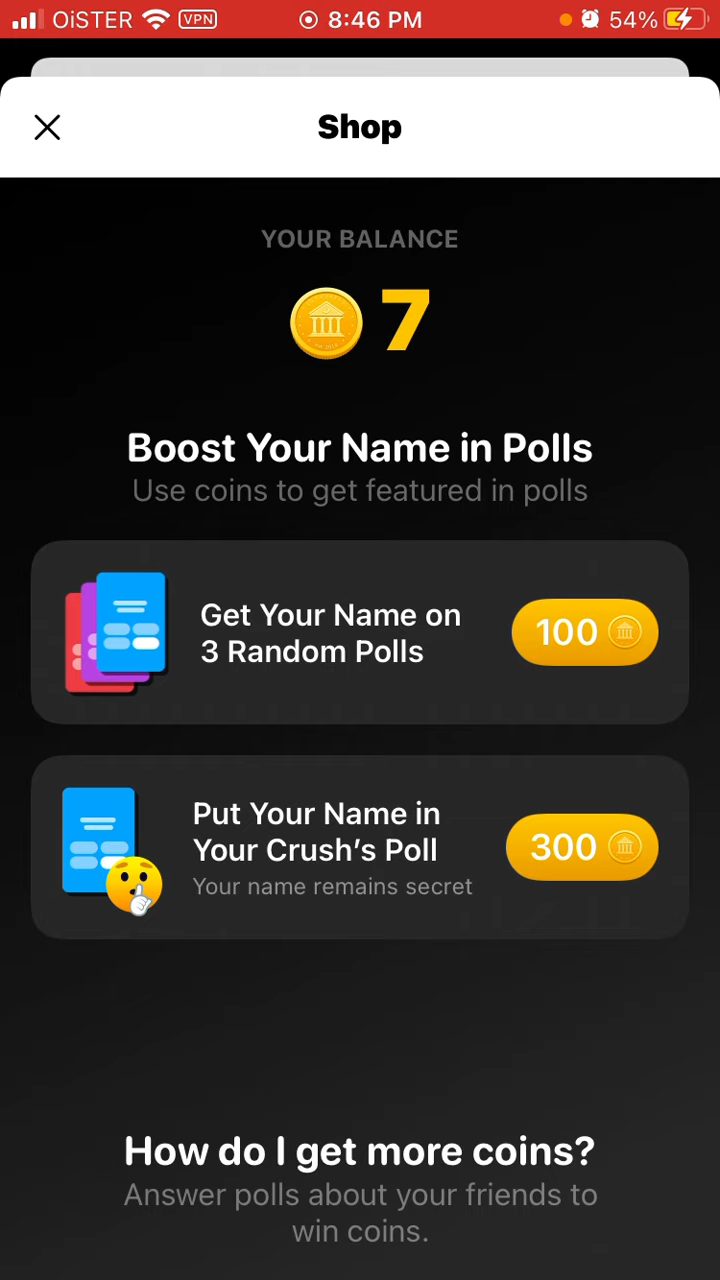 OiSTER VPN 8:46 PM 54%
Shop
YOUR BALANCE
7
Boost Your Name in Polls
Use coins to get featured in polls
Get Your Name on
3 Random Polls
100
Put Your Name in
Your Crush's Poll
Your name remains secret
300
How do I get more coins?
Answer polls about your friends to
win coins.